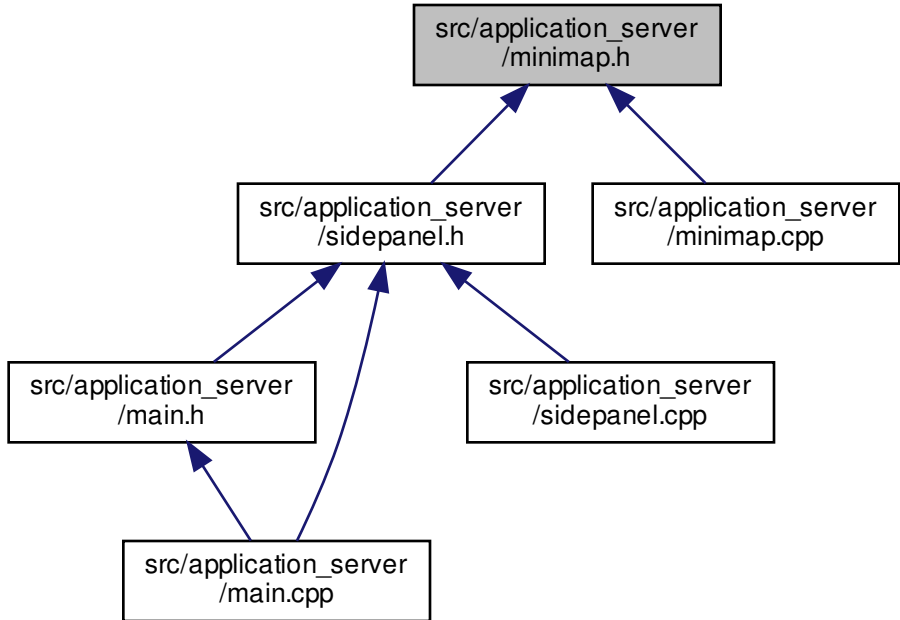 src/application_server
/minimap.h
src/application_server
/sidepanel.h
src/application_server
/minimap.cpp
src/application_server
/main.h
src/application_server
/sidepanel.cpp
src/application_server
/main.cpp